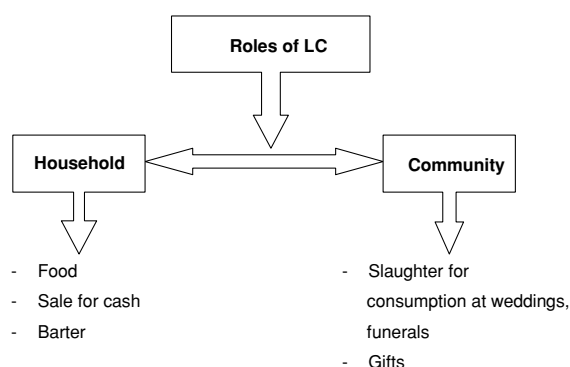 Roles of LC
Household
Community
- Food
- Sale for cash
- Barter
- Slaughter for
consumption at weddings,
funerals
- Gifts